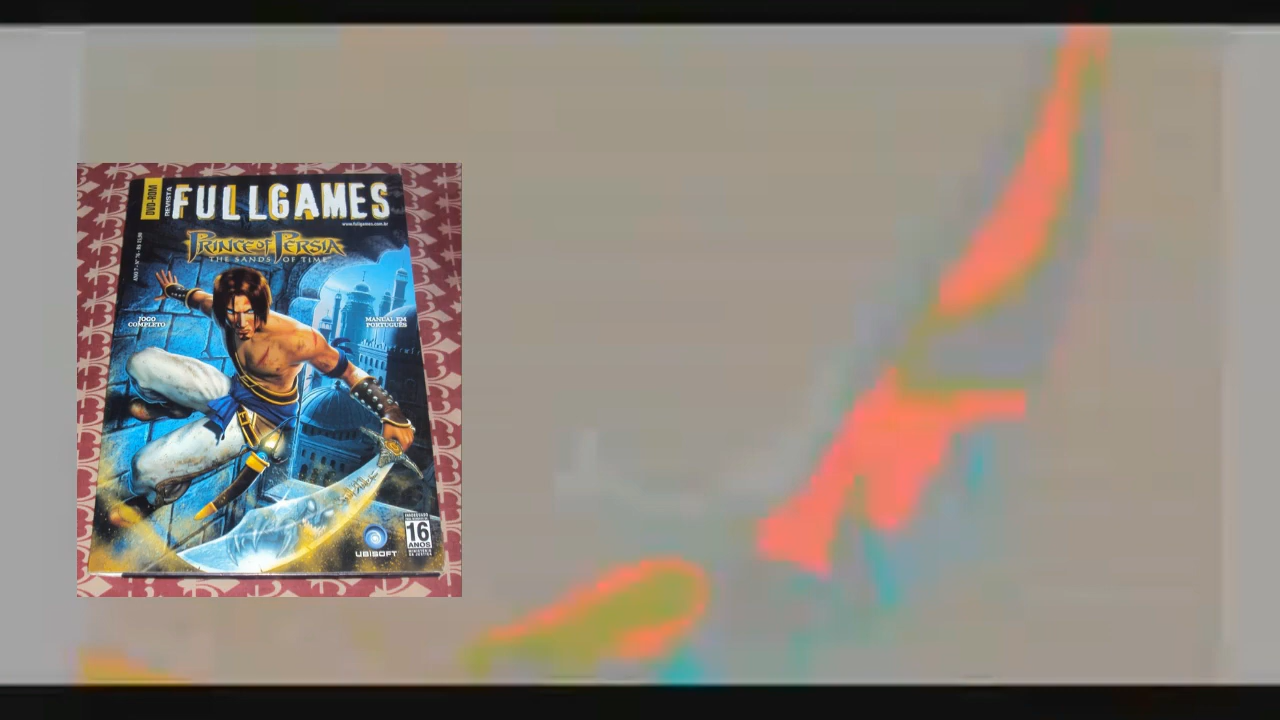 DVD-ROM
REVISTA
FULLGAMES
www.fullgames.com.br
PRINCE OF PERSIA
THE SANDS OF TIME
JOGO
COMPLETO
MANUAL EM
PORTUGUÊS
UBISOFT
16
ANOS